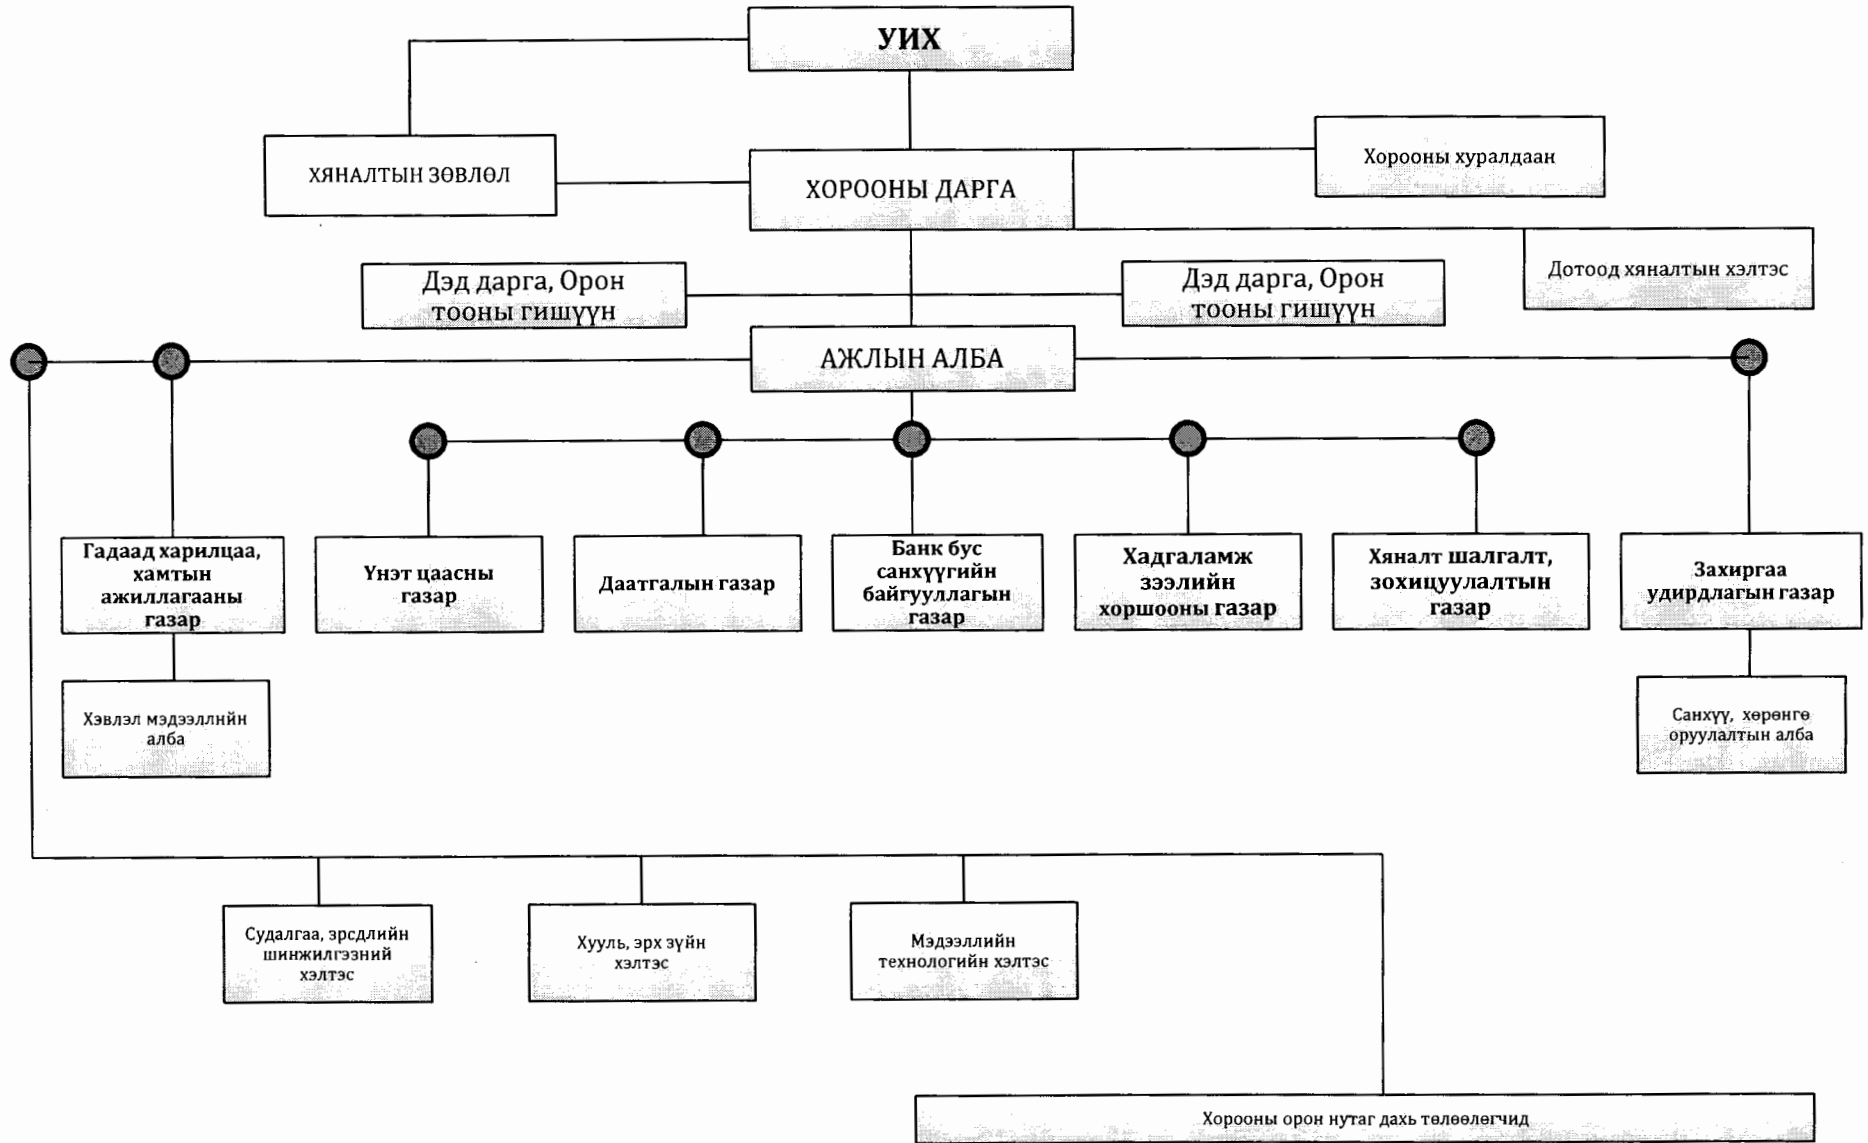 УИХ
Хорооны хуралдаан
ХЯНАЛТЫН ЗӨВЛӨЛ
ХОРООНЫ ДАРГА
Дотоод хяналтын хэлтэс
Дэд дарга, Орон
тооны гишүүн
Дэд дарга, Орон
тооны гишүүн
АЖЛЫН АЛБА
Гадаад харилцаа,
хамтын
ажиллагааны
газар
Үнэт цаасны
газар
Даатгалын газар
Банк бус
санхүүгийн
байгууллагын
газар
Хадгаламж
зээлийн
хоршооны газар
Хяналт шалгалт,
зохицуулалтын
газар
Захиргаа
удирдлагын газар
Хэвлэл мэдээллнйн
алба
Санхүү, хөрөнгө
оруулалтын алба
Судалгаа, зрсдлийн
шинжилгээний
хэлтэс
Хууль, эрх зүйн
хэлтэс
Мэдээллийн
технологийн хэлтэс
Хорооны орон нутаг дахь төлөөлөгчид